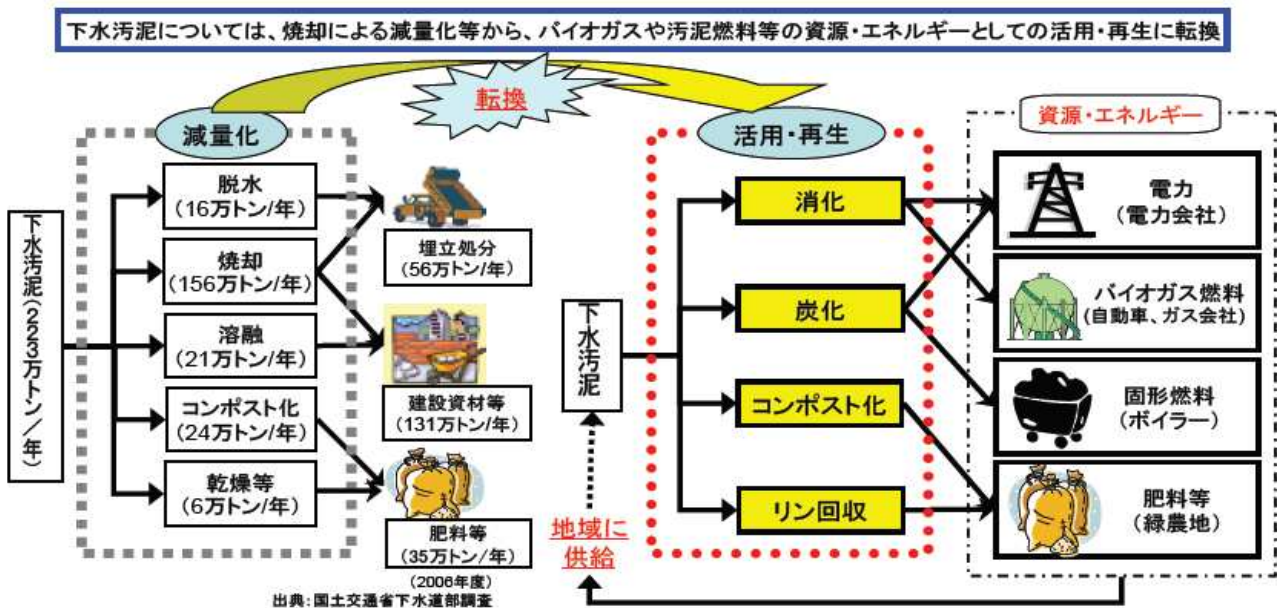 下水汚泥については、焼却による減量化等から、バイオガスや汚泥燃料等の資源・エネルギーとしての活用・再生に転換
転換
減量化
下水汚泥(223万トン/年)
脱水
(16万トン/年)
焼却
(156万トン/年)
溶融
(21万トン/年)
コンポスト化
(24万トン/年)
乾燥等
(6万トン/年)
埋立処分
(56万トン/年)
建設資材等
(131万トン/年)
肥料等
(35万トン/年)
(2006年度)
出典:国土交通省下水道部調査
活用・再生
下水汚泥
地域に
供給
消化
炭化
コンポスト化
リン回収
資源・エネルギー
電力
(電力会社)
バイオガス燃料
(自動車、ガス会社)
固形燃料
(ボイラー)
肥料等
(緑農地)